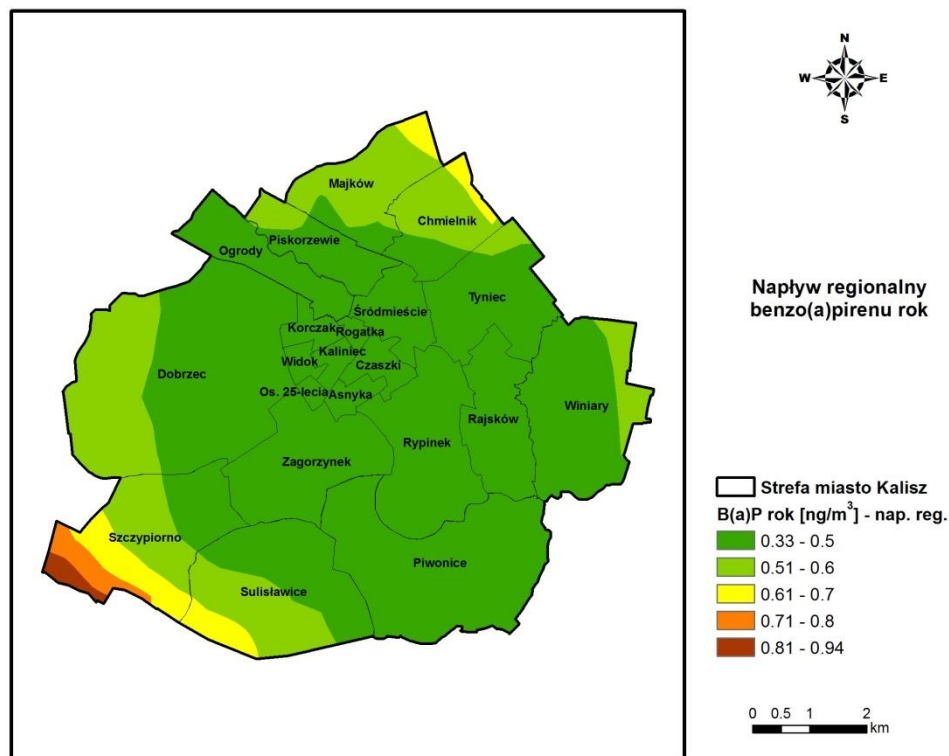 N
W E
S
Majków
Chmielnik
Piskorzewie
Ogrody
Tyniec
Śródmieście
Korczak
Rogatka
Kaliniec
Widok
Czaszki
Dobrzec
Os. 25-lecia
Asnyka
Winiary
Rajsków
Rypinek
Zagorzynek
Szczypiorno
Piwonice
Sulisławice
Napływ regionalny
benzo(a)pirenu rok
Strefa miasto Kalisz
B(a)P rok [ng/m³] - nap. reg.
0.33 - 0.5
0.51 - 0.6
0.61 - 0.7
0.71 - 0.8
0.81 - 0.94
0 0.5 1 2
km